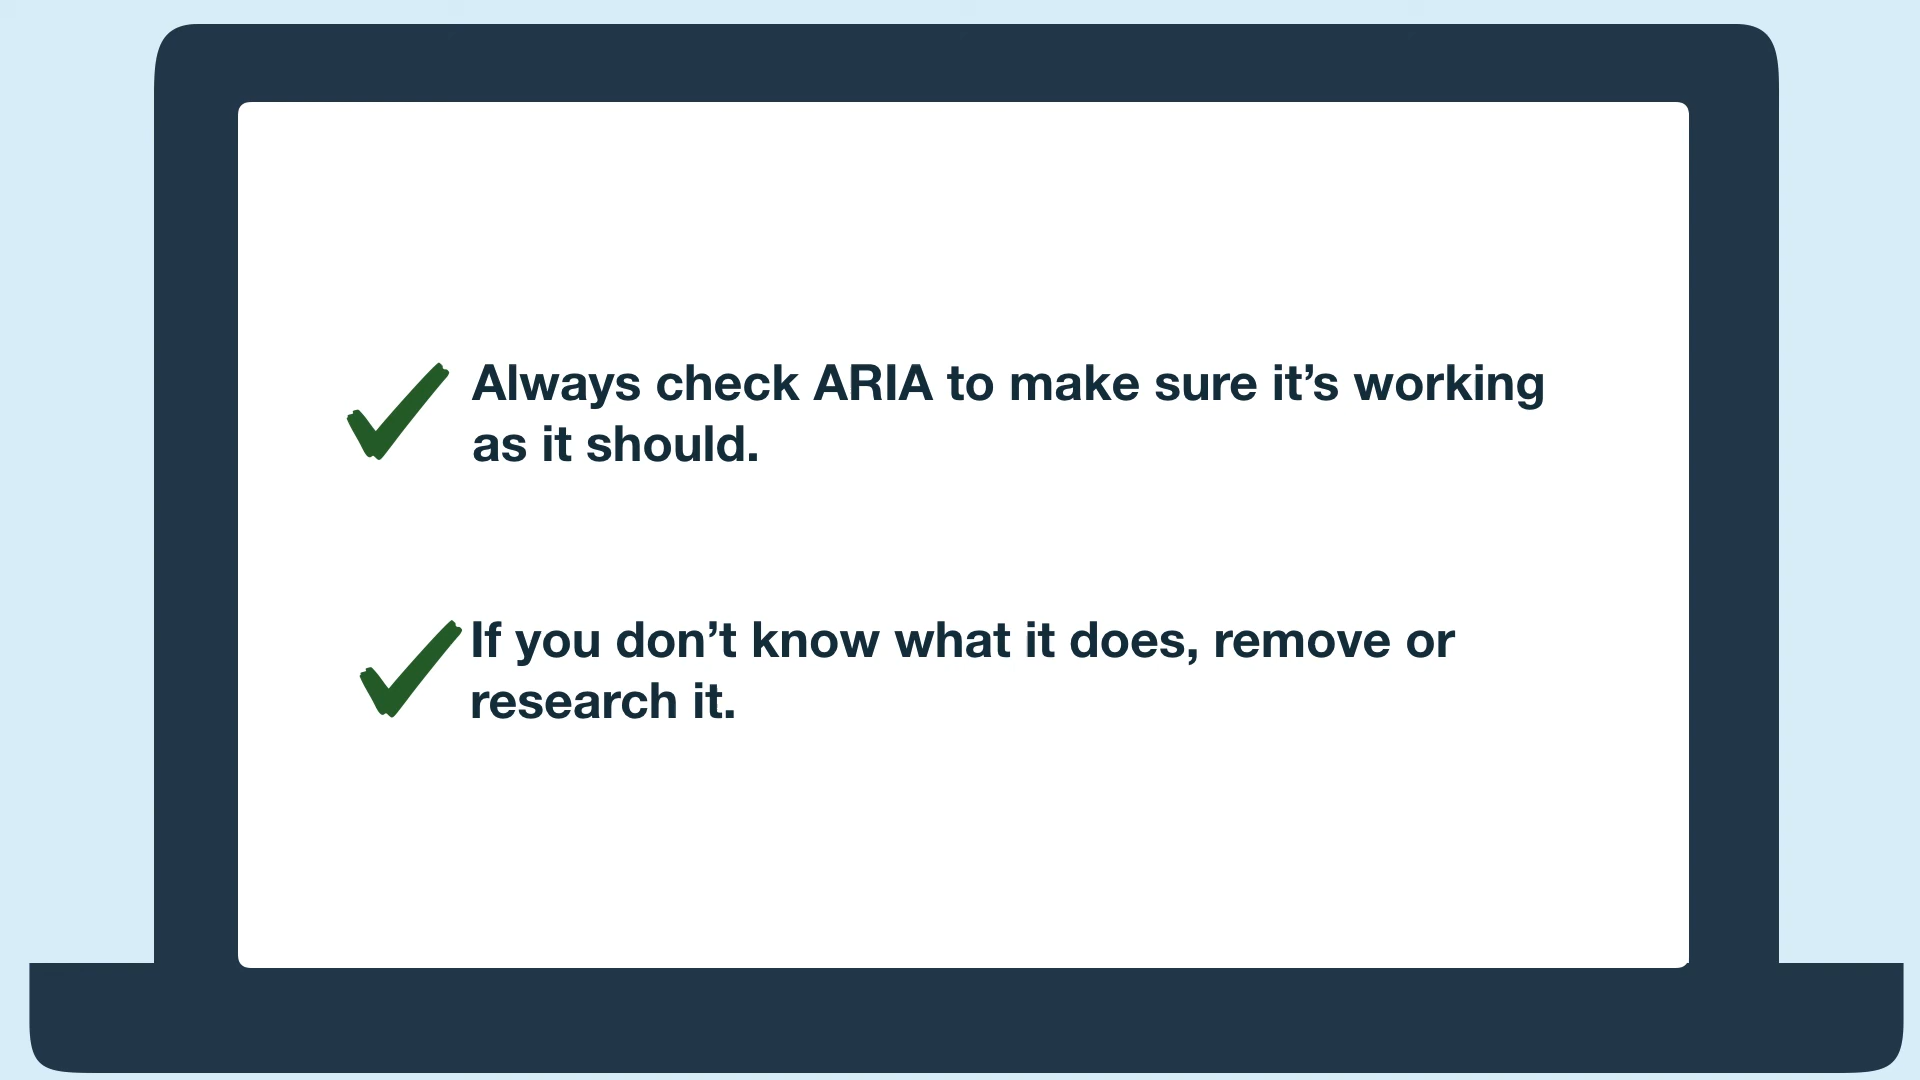 Always check ARIA to make sure it’s working
as it should.
If you don’t know what it does, remove or
research it.